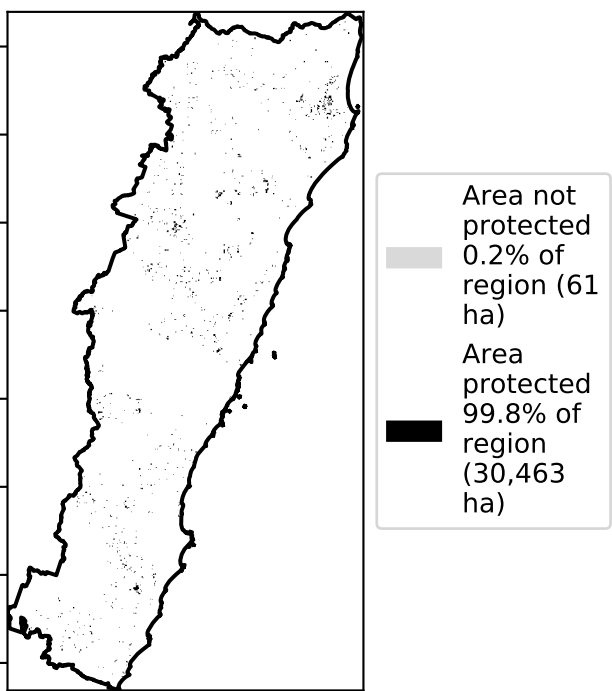 Area not
protected
0.2% of
region (61
ha)
Area
protected
99.8% of
region
(30,463
ha)